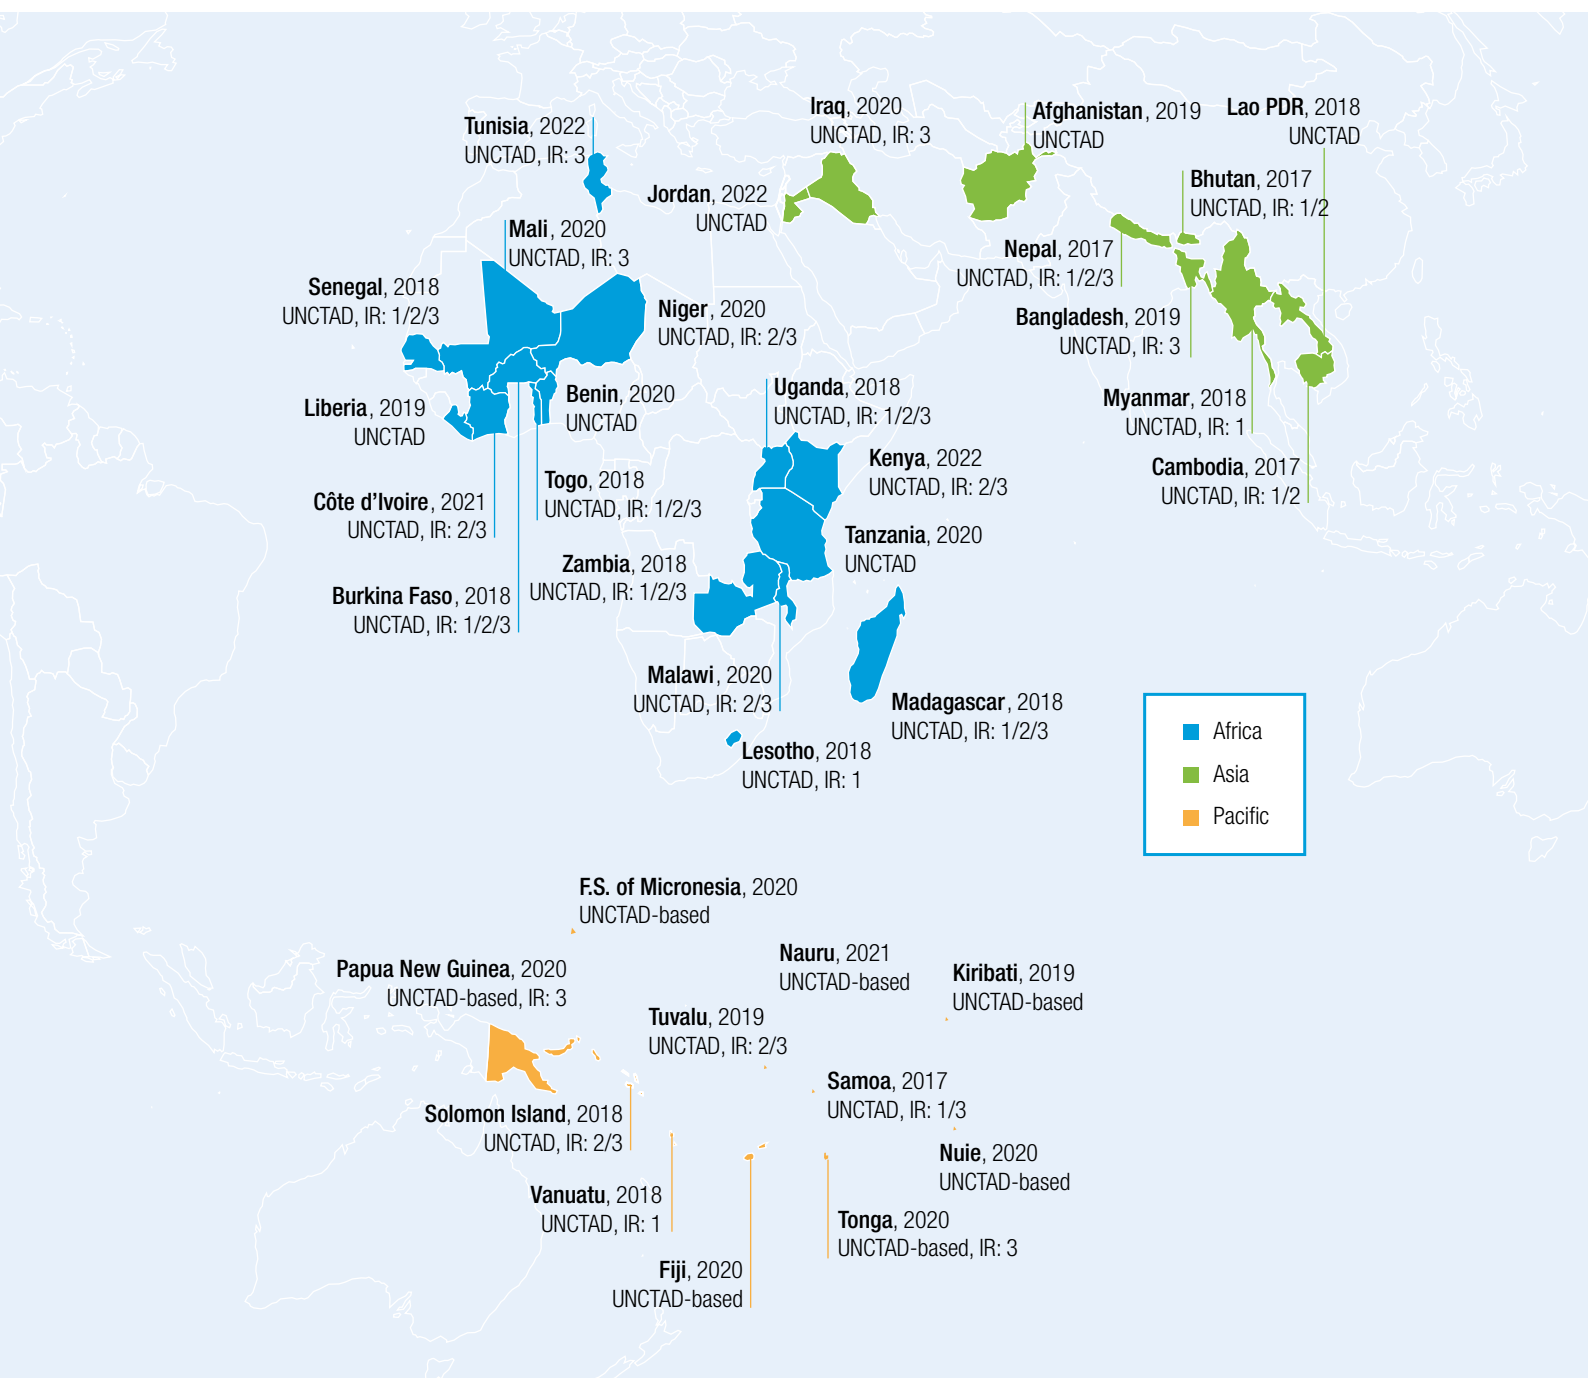 Iraq, 2020
UNCTAD, IR: 3
Afghanistan, 2019
UNCTAD
Lao PDR, 2018
UNCTAD
Tunisia, 2022
UNCTAD, IR: 3
Jordan, 2022
UNCTAD
Bhutan, 2017
UNCTAD, IR: 1/2
Mali, 2020
UNCTAD, IR: 3
Nepal, 2017
UNCTAD, IR: 1/2/3
Senegal, 2018
UNCTAD, IR: 1/2/3
Niger, 2020
UNCTAD, IR: 2/3
Bangladesh, 2019
UNCTAD, IR: 3
Liberia, 2019
UNCTAD
Benin, 2020
UNCTAD
Uganda, 2018
UNCTAD, IR: 1/2/3
Myanmar, 2018
UNCTAD, IR: 1
Kenya, 2022
UNCTAD, IR: 2/3
Cambodia, 2017
UNCTAD, IR: 1/2
Côte d'Ivoire, 2021
UNCTAD, IR: 2/3
Togo, 2018
UNCTAD, IR: 1/2/3
Tanzania, 2020
UNCTAD
Zambia, 2018
UNCTAD, IR: 1/2/3
Burkina Faso, 2018
UNCTAD, IR: 1/2/3
Malawi, 2020
UNCTAD, IR: 2/3
Madagascar, 2018
UNCTAD, IR: 1/2/3
Lesotho, 2018
UNCTAD, IR: 1
Africa
Asia
Pacific
F.S. of Micronesia, 2020
UNCTAD-based
Nauru, 2021
UNCTAD-based
Papua New Guinea, 2020
UNCTAD-based, IR: 3
Kiribati, 2019
UNCTAD-based
Tuvalu, 2019
UNCTAD, IR: 2/3
Samoa, 2017
UNCTAD, IR: 1/3
Solomon Island, 2018
UNCTAD, IR: 2/3
Nuie, 2020
UNCTAD-based
Vanuatu, 2018
UNCTAD, IR: 1
Tonga, 2020
UNCTAD-based, IR: 3
Fiji, 2020
UNCTAD-based